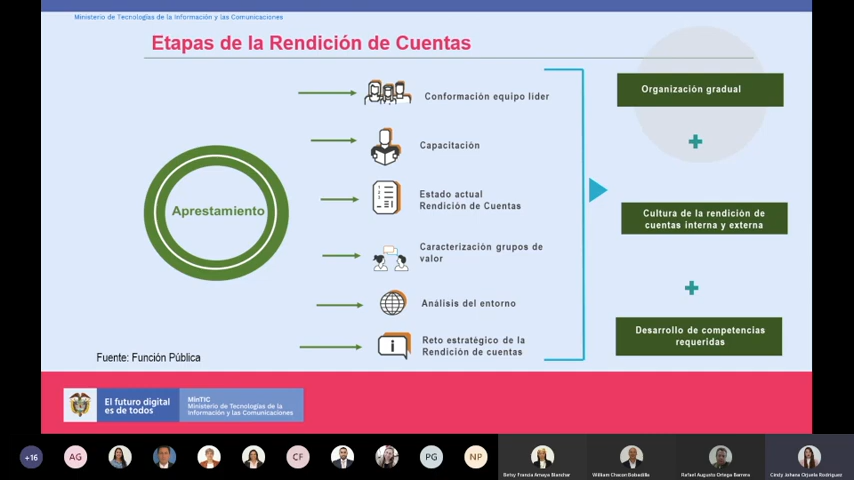 Ministerio de Tecnologías de la Información y las Comunicaciones
Etapas de la Rendición de Cuentas
Aprestamiento
Conformación equipo líder
Capacitación
Estado actual
Rendición de Cuentas
Caracterización grupos de
valor
Análisis del entorno
Reto estratégico de la
Rendición de cuentas
Organización gradual
Cultura de la rendición de
cuentas interna y externa
Desarrollo de competencias
requeridas
Fuente: Función Pública
El futuro digital
es de todos
MinTIC
Ministerio de Tecnologías de la
Información y las Comunicaciones
+16
AG
CF
PG
NP
Betsy Francia Amaya Blanchar
William Chacon Bobadilla
Rafael Augusto Ortega Barrera
Cindy Johana Orjuela Rodriguez